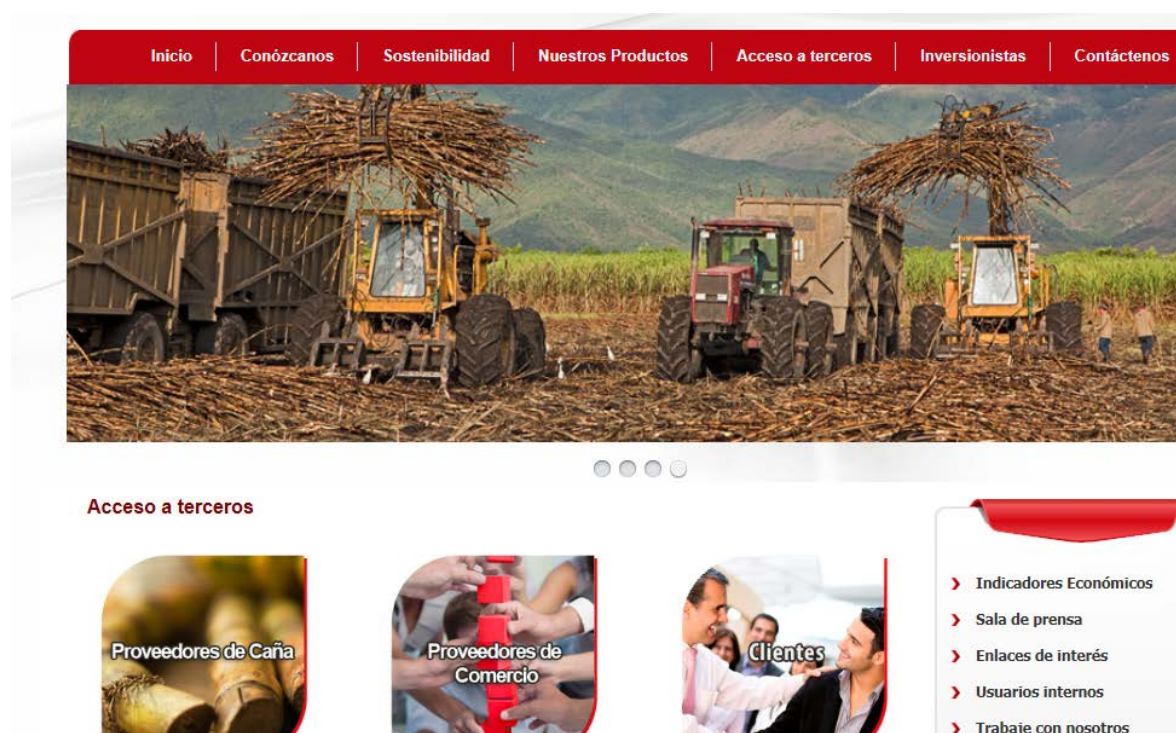 Inicio
Conózcanos
Sostenibilidad
Nuestros Productos
Acceso a terceros
Inversionistas
Contáctenos
Acceso a terceros
Proveedores de Caña
Proveedores de
Comercio
Clientes
Indicadores Económicos
Sala de prensa
Enlaces de interés
Usuarios internos
Trabaje con nosotros